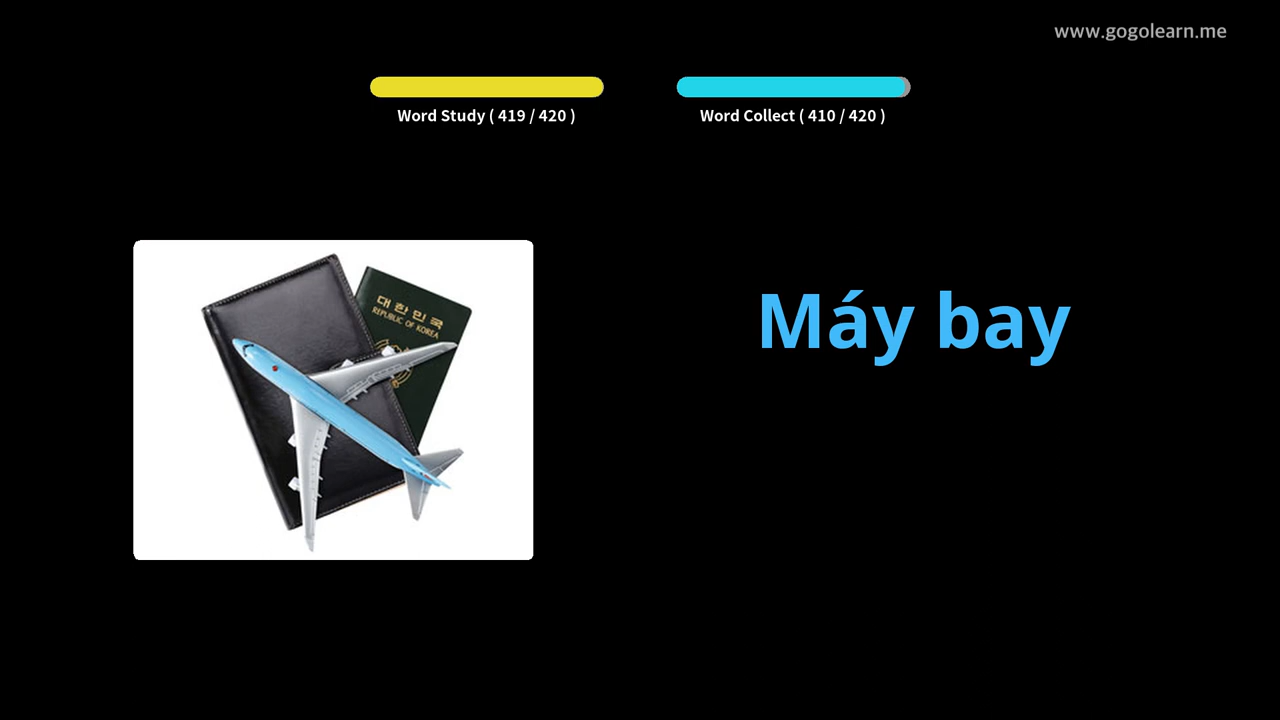 www.gogolearn.me
Word Study ( 419 / 420 )
Word Collect ( 410 / 420 )
대한민국
REPUBLIC OF KOREA
Máy bay